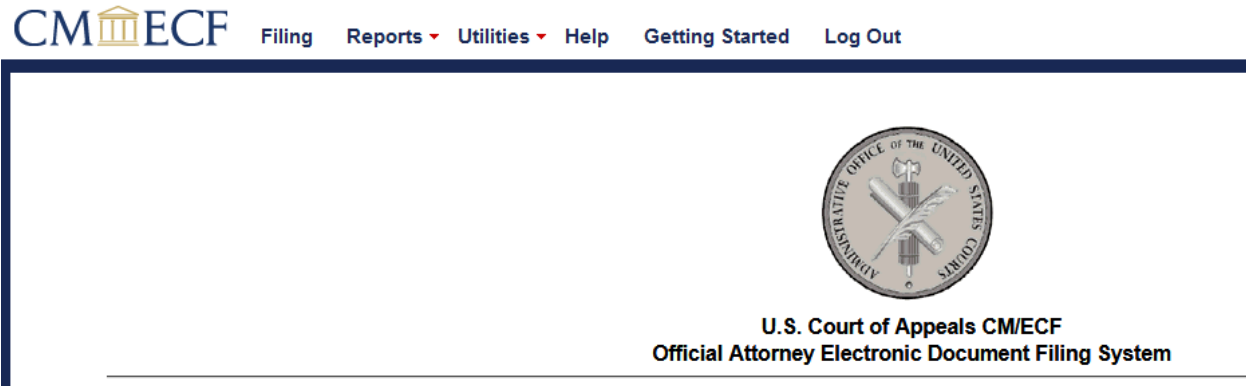 CM ECF Filing Reports Utilities Help Getting Started Log Out
ADMINISTRATIVE OFFICE OF THE UNITED STATES COURTS
U.S. Court of Appeals CM/ECF
Official Attorney Electronic Document Filing System